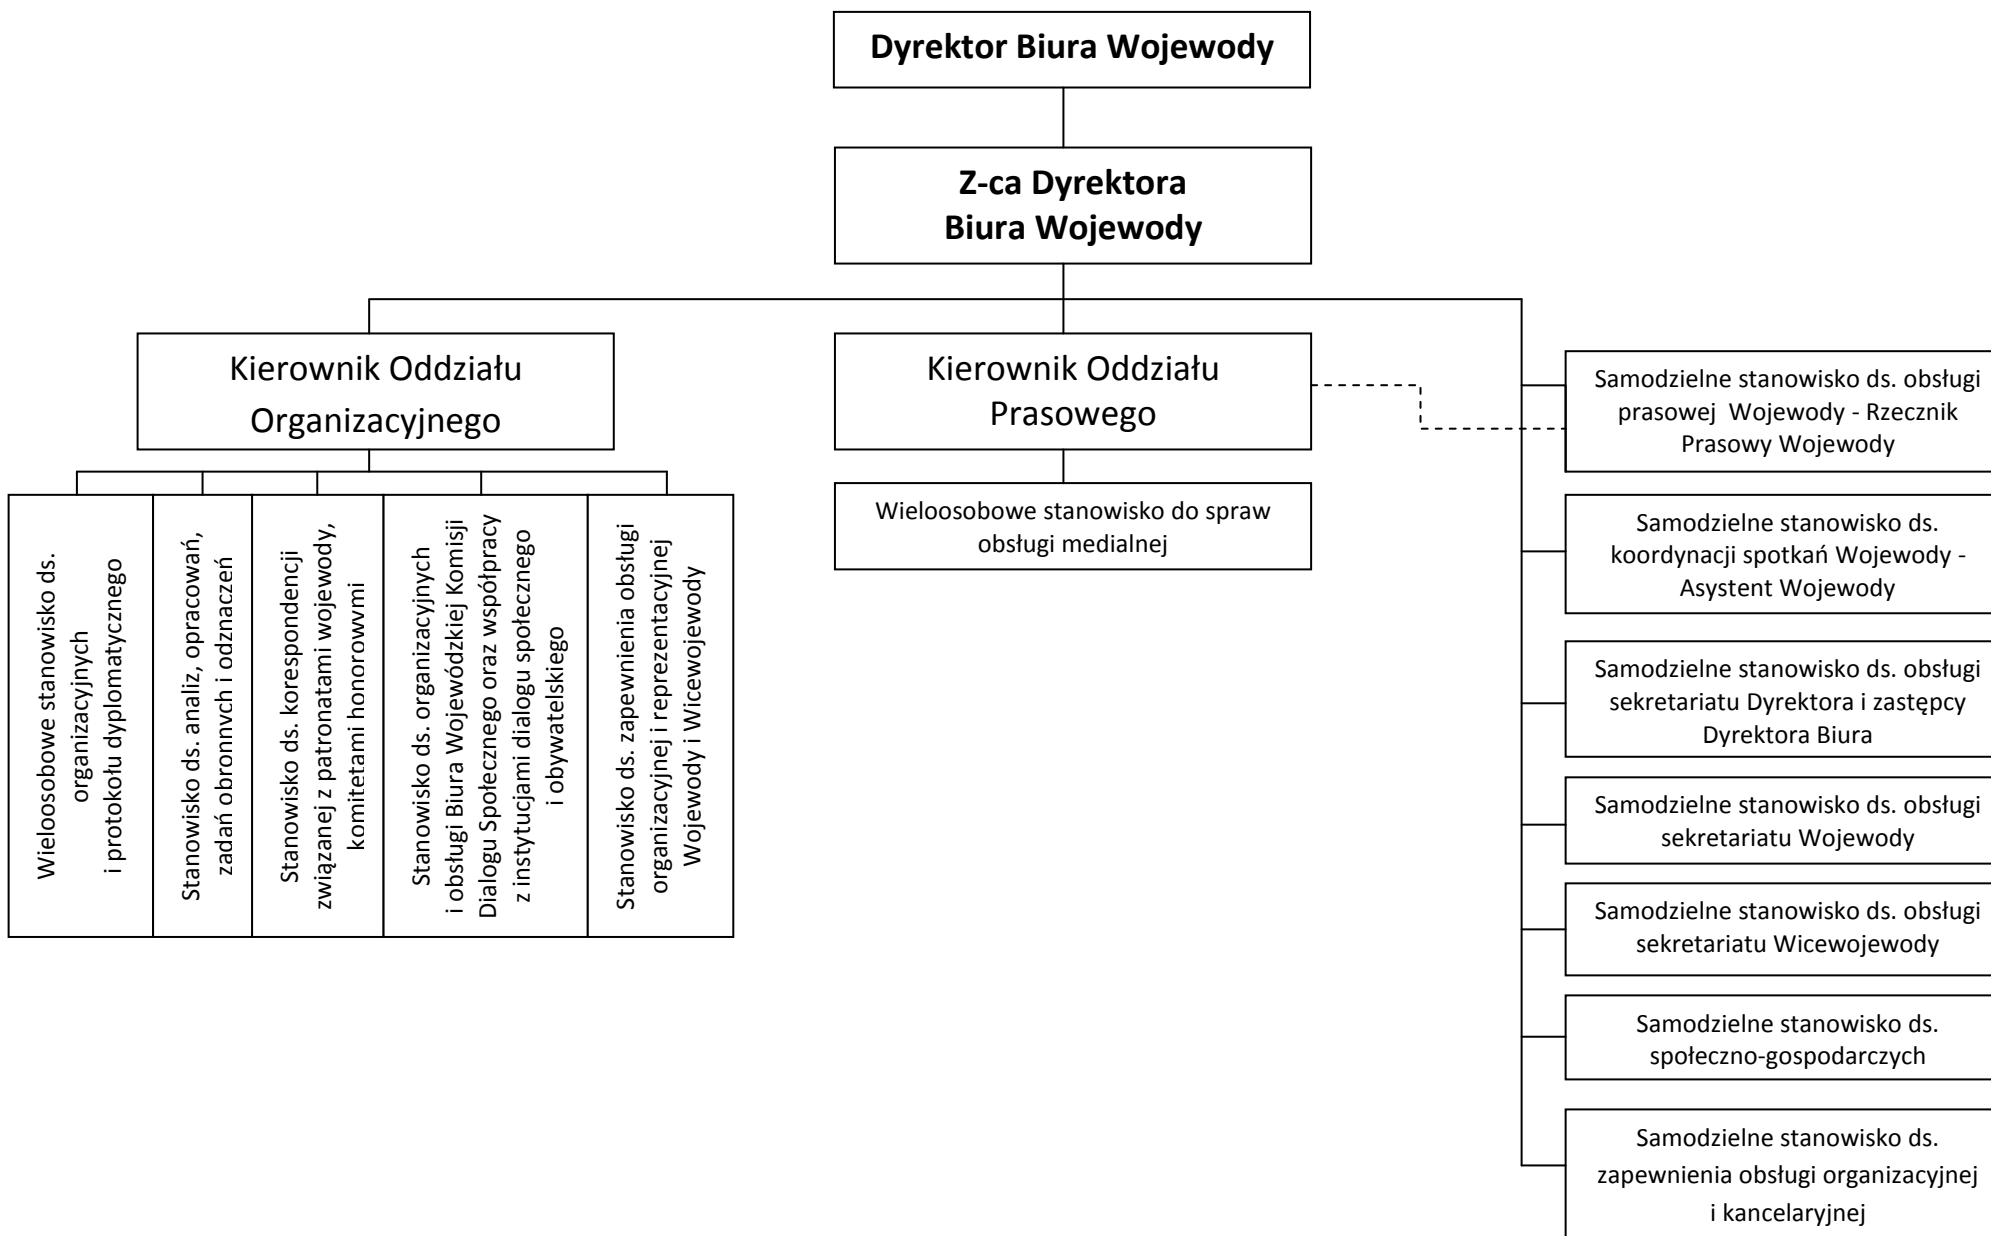 Dyrektor Biura Wojewody
Z-ca Dyrektora
Biura Wojewody
Kierownik Oddziału
Organizacyjnego
Kierownik Oddziału
Prasowego
Wieloosobowe stanowisko ds.
organizacyjnych
i protokołu dyplomatycznego
Stanowisko ds. analiz, opracowań,
zadań obronnych i odznaczeń
Stanowisko ds. korespondencji
związanej z patronatami wojewody,
komitetami honorowymi
Stanowisko ds. organizacyjnych
i obsługi Biura Wojewódzkiej Komisji
Dialogu Społecznego oraz współpracy
z instytucjami dialogu społecznego
i obywatelskiego
Stanowisko ds. zapewnienia obsługi
organizacyjnej i reprezentacyjnej
Wojewody i Wicewojewody
Wieloosobowe stanowisko do spraw
obsługi medialnej
Samodzielne stanowisko ds. obsługi
prasowej Wojewody - Rzecznik
Prasowy Wojewody
Samodzielne stanowisko ds.
koordynacji spotkań Wojewody -
Asystent Wojewody
Samodzielne stanowisko ds. obsługi
sekretariatu Dyrektora i zastępcy
Dyrektora Biura
Samodzielne stanowisko ds. obsługi
sekretariatu Wojewody
Samodzielne stanowisko ds. obsługi
sekretariatu Wicewojewody
Samodzielne stanowisko ds.
społeczno-gospodarczych
Samodzielne stanowisko ds.
zapewnienia obsługi organizacyjnej
i kancelaryjnej